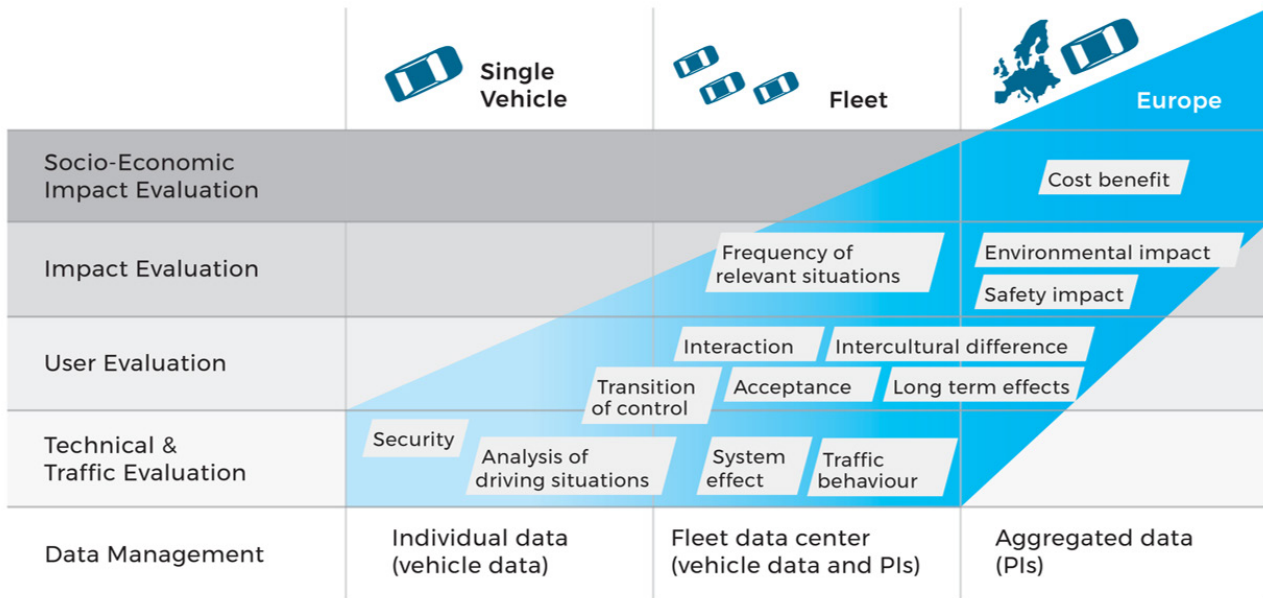 Single
Vehicle
Fleet
Europe
Socio-Economic
Impact Evaluation
Cost benefit
Impact Evaluation
Frequency of
relevant situations
Environmental impact
Safety impact
User Evaluation
Interaction
Intercultural difference
Transition
of control
Acceptance
Long term effects
Technical &
Traffic Evaluation
Security
Analysis of
driving situations
System
effect
Traffic
behaviour
Data Management
Individual data
(vehicle data)
Fleet data center
(vehicle data and PIs)
Aggregated data
(PIs)